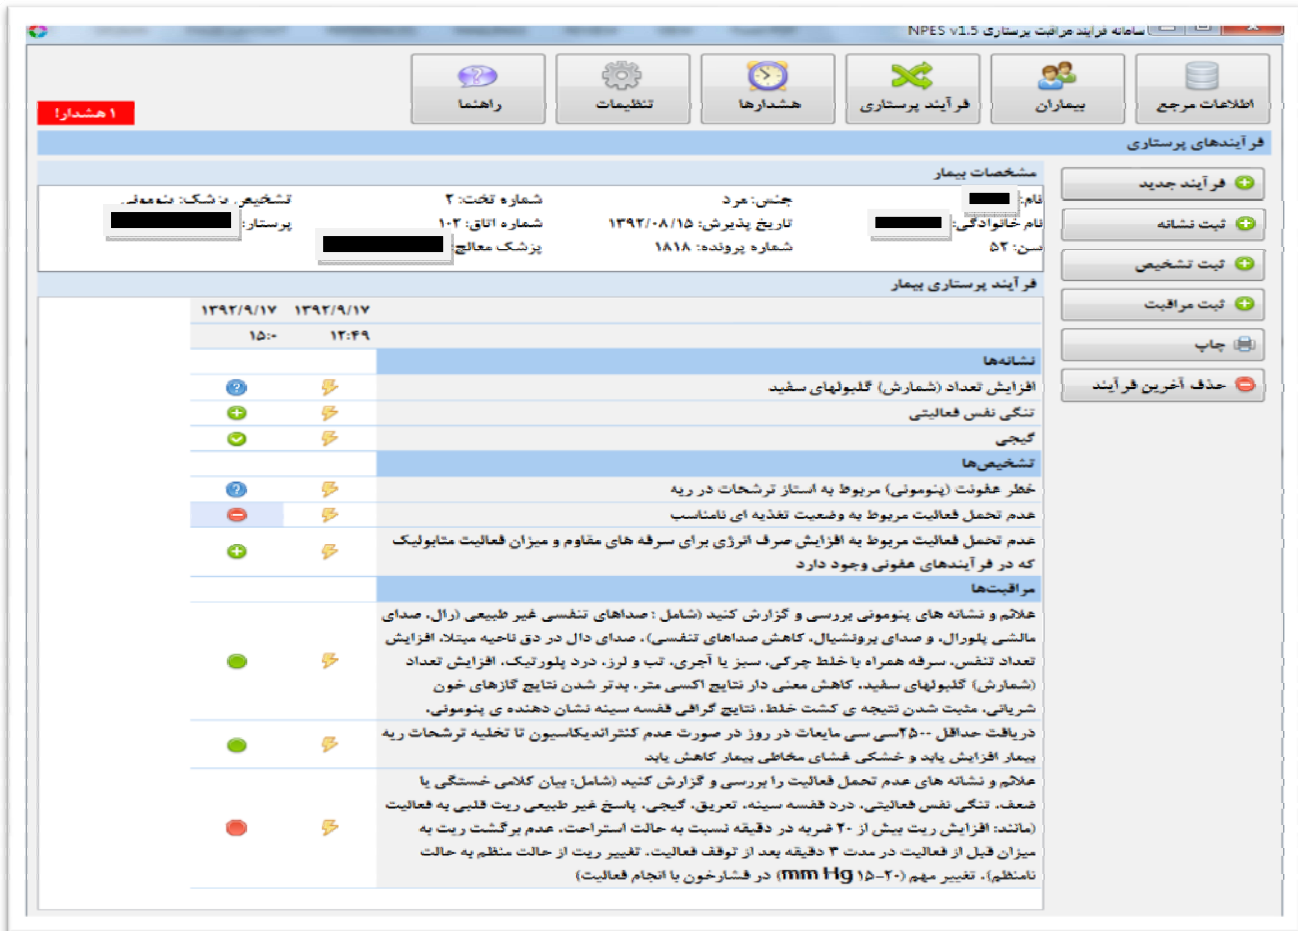 سامانه فرآیند مراقبت پرستاری NPES v1.5
اطلاعات مرجع
بیماران
فرآیند پرستاری
هشدارها
تنظیمات
راهنما
۱ هشدار!
فرآیندهای پرستاری
فرآیند جدید
ثبت نشانه
ثبت تشخیص
ثبت مراقبت
چاپ
حذف آخرین فرآیند
مشخصات بیمار
نام: جنس: مرد شماره تخت: ۲ تشخیص پزشک: پنومونی
نام خانوادگی: تاریخ پذیرش: ۱۳۹۲/۰۸/۱۵ شماره اتاق: ۱۰۲ پرستار:
سن: ۵۲ شماره پرونده: ۱۸۱۸ پزشک معالج:
فرآیند پرستاری بیمار
۱۳۹۲/۹/۱۷ ۱۳۹۲/۹/۱۷
۱۲:۴۹ ۱۵:۰
نشانه‌ها
افزایش تعداد (شمارش) گلبولهای سفید
تنگی نفس فعالیتی
گیجی
تشخیص‌ها
خطر عفونت (پنومونی) مربوط به استاز ترشحات در ریه
عدم تحمل فعالیت مربوط به وضعیت تغذیه ای نامناسب
عدم تحمل فعالیت مربوط به افزایش صرف انرژی برای سرفه های مقاوم و میزان فعالیت متابولیک
که در فرآیندهای عفونی وجود دارد
مراقبت‌ها
علائم و نشانه های پنومونی بررسی و گزارش کنید (شامل : صداهای تنفسی غیر طبیعی (رال، صدای
مالشی پلورال، و صدای برونشیال، کاهش صداهای تنفسی)، صدای دال در دق ناحیه مبتلا، افزایش
تعداد تنفس، سرفه همراه با خلط چرکی، سبز یا آجری، تب و لرز، درد پلورتیک، افزایش تعداد
(شمارش) گلبولهای سفید، کاهش معنی دار نتایج اکسی متر، بدتر شدن نتایج گازهای خون
شریانی، مثبت شدن نتیجه ی کشت خلط، نتایج گرافی قفسه سینه نشان دهنده ی پنومونی.
دریافت حداقل ۲۵۰۰سی سی مایعات در روز در صورت عدم کنتراندیکاسیون تا تخلیه ترشحات ریه
بیمار افزایش یابد و خشکی غشای مخاطی بیمار کاهش یابد
علائم و نشانه های عدم تحمل فعالیت را بررسی و گزارش کنید (شامل: بیان کلامی خستگی یا
ضعف، تنگی نفس فعالیتی، درد قفسه سینه، تعریق، گیجی، پاسخ غیر طبیعی ریت قلبی به فعالیت
(مانند: افزایش ریت بیش از ۲۰ ضربه در دقیقه نسبت به حالت استراحت، عدم برگشت ریت به
میزان قبل از فعالیت در مدت ۳ دقیقه بعد از توقف فعالیت، تغییر ریت از حالت منظم به حالت
نامنظم)، تغییر مهم (۲۰-۱۵ mm Hg) در فشارخون با انجام فعالیت)